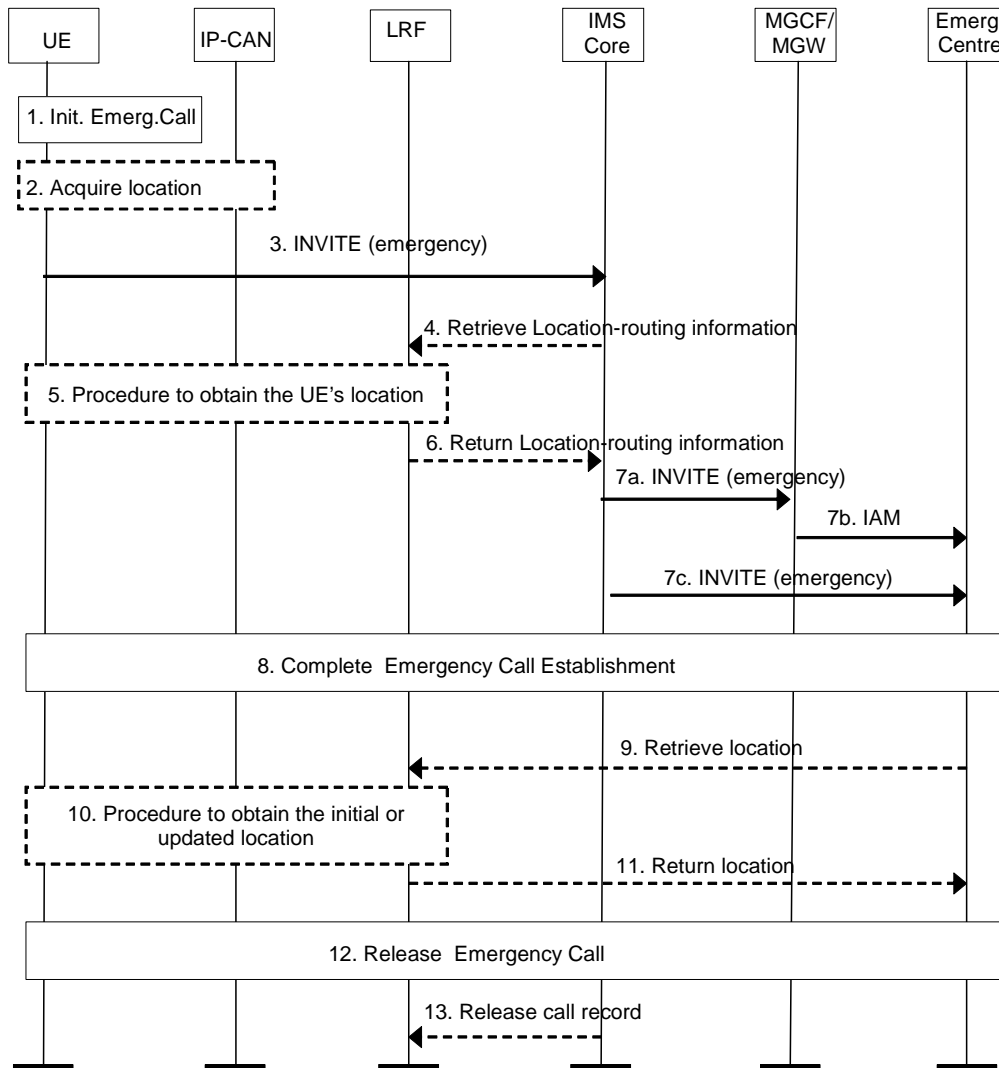 UE
IP-CAN
LRF
IMS
Core
MGCF/
MGW
Emerg
Centre
1. Init. Emerg.Call
2. Acquire location
3. INVITE (emergency)
4. Retrieve Location-routing information
5. Procedure to obtain the UE's location
6. Return Location-routing information
7a. INVITE (emergency)
7b. IAM
7c. INVITE (emergency)
8. Complete Emergency Call Establishment
9. Retrieve location
10. Procedure to obtain the initial or
updated location
11. Return location
12. Release Emergency Call
13. Release call record